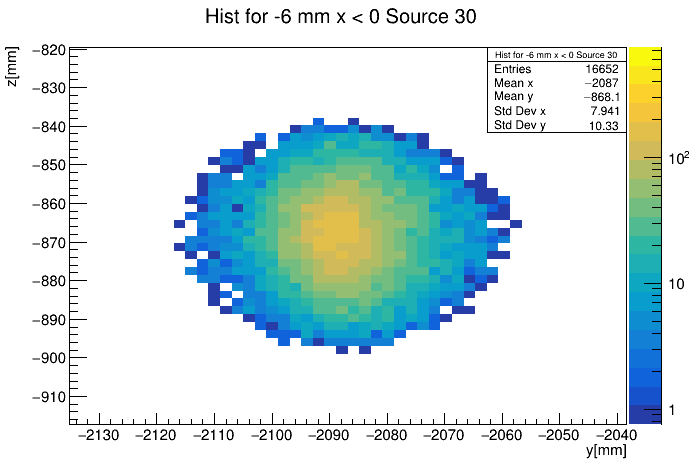 Hist for -6 mm x < 0 Source 30
z[mm]
−820
−830
−840
−850
−860
−870
−880
−890
−900
−910
Hist for -6 mm x < 0 Source 30
Entries 16652
Mean x −2087
Mean y −868.1
Std Dev x 7.941
Std Dev y 10.33
10²
10
1
−2130 −2120 −2110 −2100 −2090 −2080 −2070 −2060 −2050 −2040
y[mm]